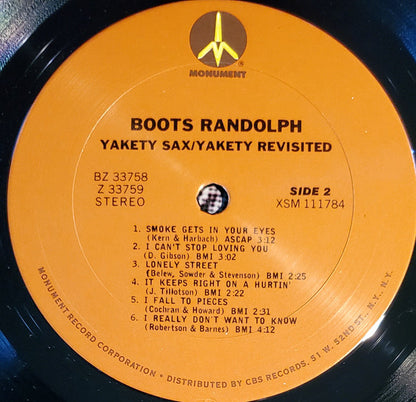 ®
MONUMENT
BOOTS RANDOLPH
YAKETY SAX/YAKETY REVISITED
BZ 33758
Z 33759
STEREO
SIDE 2
XSM 111784
1. SMOKE GETS IN YOUR EYES
(Kern & Harbach) ASCAP 3:12
2. I CAN'T STOP LOVING YOU
(D. Gibson) BMI 3:02
3. LONELY STREET
(Belew, Sowder & Stevenson) BMI 2:25
4. IT KEEPS RIGHT ON A HURTIN'
(J. Tillotson) BMI 2:22
5. I FALL TO PIECES
(Cochran & Howard) BMI 2:31
6. I REALLY DON'T WANT TO KNOW
(Robertson & Barnes) BMI 4:12
MONUMENT RECORD CORPORATION • DISTRIBUTED BY CBS RECORDS, 51 W. 52ND ST., N.Y., N.Y.